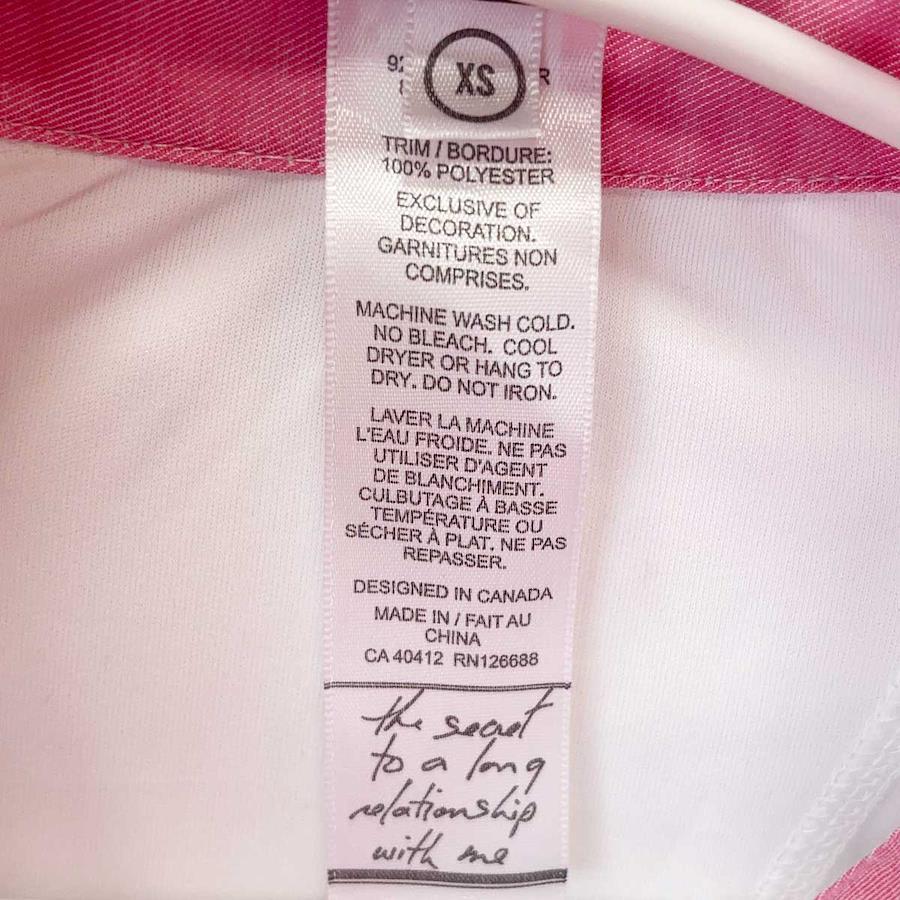 XS
TRIM / BORDURE:
100% POLYESTER
EXCLUSIVE OF
DECORATION.
GARNITURES NON
COMPRISES.
MACHINE WASH COLD.
NO BLEACH. COOL
DRYER OR HANG TO
DRY. DO NOT IRON.
LAVER LA MACHINE
L'EAU FROIDE. NE PAS
UTILISER D'AGENT
DE BLANCHIMENT.
CULBUTAGE À BASSE
TEMPÉRATURE OU
SÉCHER À PLAT. NE PAS
REPASSER.
DESIGNED IN CANADA
MADE IN / FAIT AU
CHINA
CA 40412 RN126688
the secret
to a long
relationship
with me